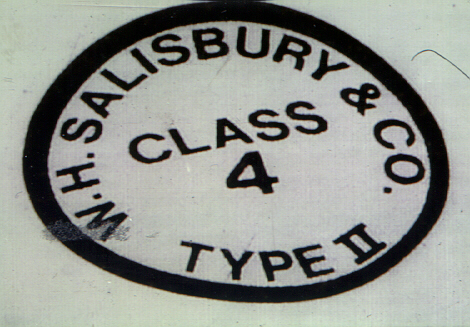 W.H. SALISBURY & CO.
CLASS
4
TYPE II